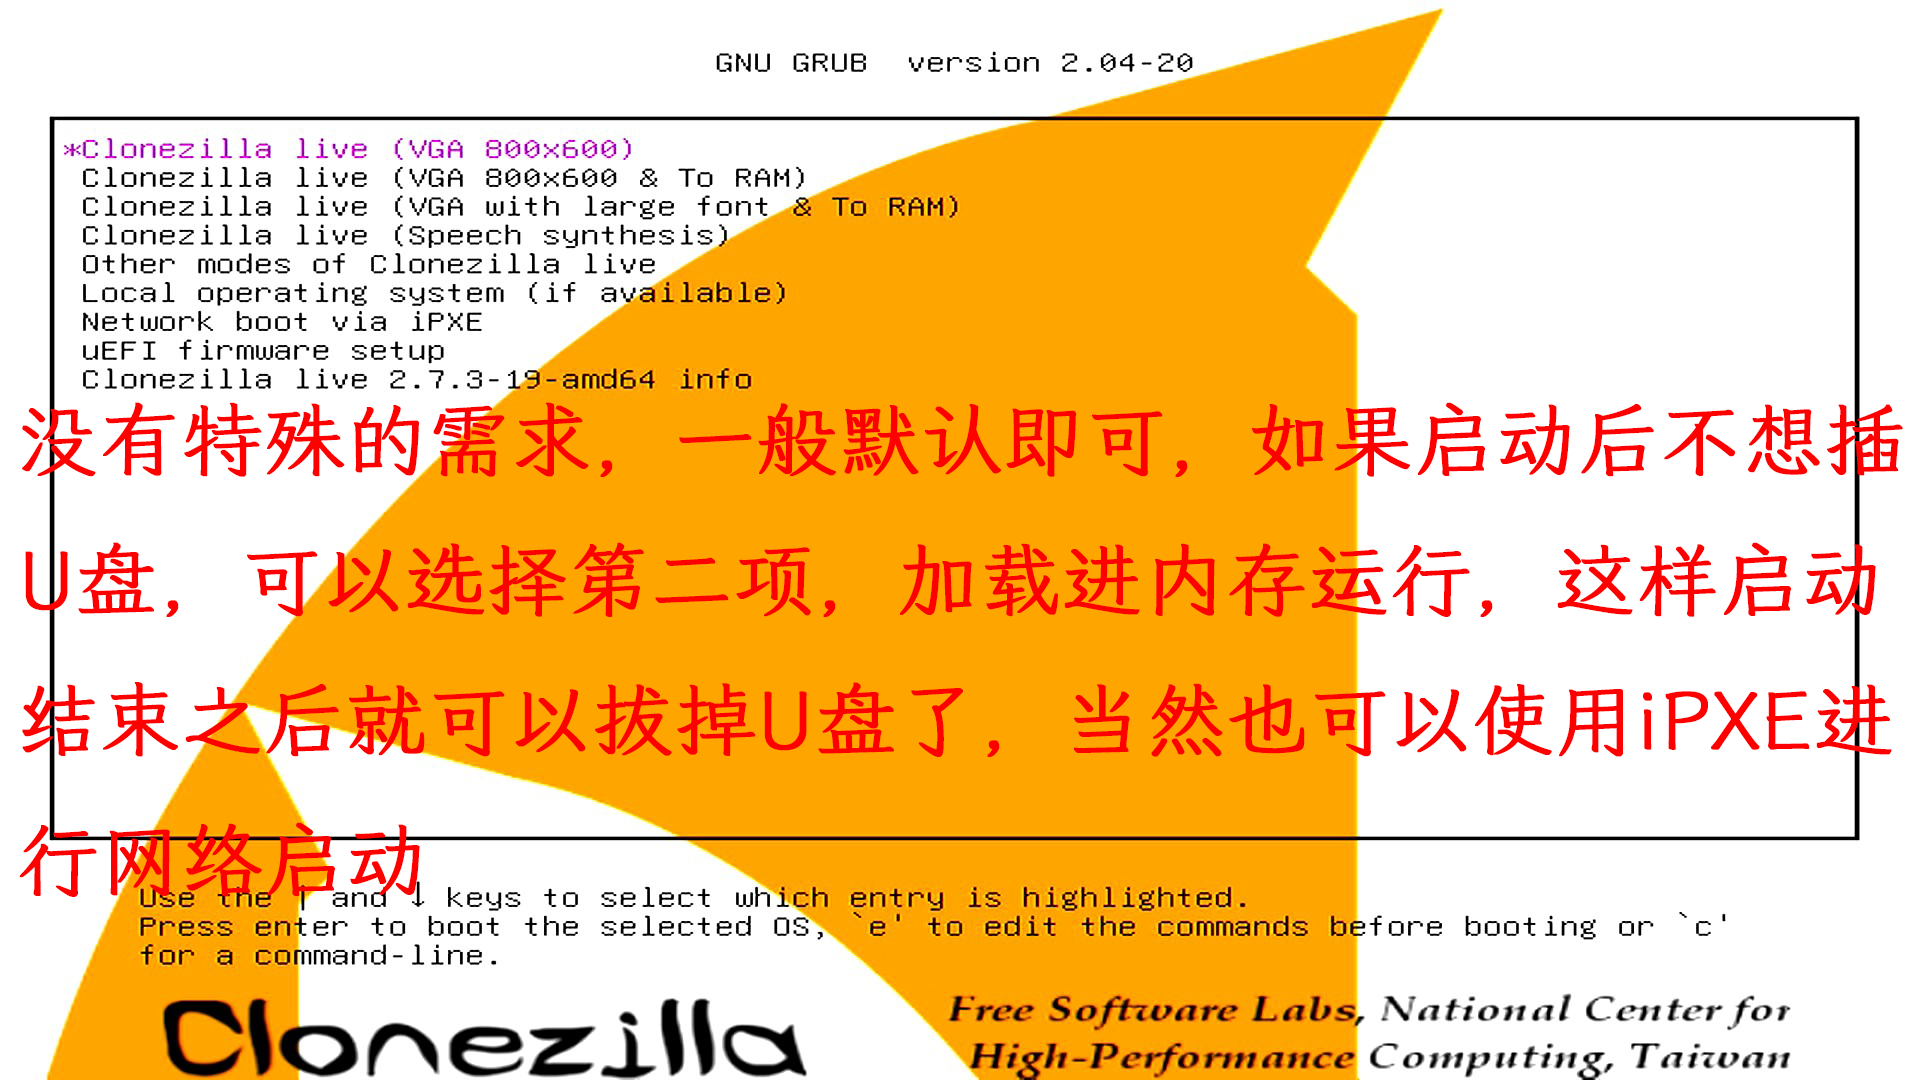 GNU GRUB  version 2.04-20
*Clonezilla live (VGA 800x600)
Clonezilla live (VGA 800x600 & To RAM)
Clonezilla live (VGA with large font & To RAM)
Clonezilla live (Speech synthesis)
Other modes of Clonezilla live
Local operating system (if available)
Network boot via iPXE
uEFI firmware setup
Clonezilla live 2.7.3-19-amd64 info
没有特殊的需求，一般默认即可，如果启动后不想插
U盘，可以选择第二项，加载进内存运行，这样启动
结束之后就可以拔掉U盘了，当然也可以使用iPXE进
行网络启动
Use the ↑ and ↓ keys to select which entry is highlighted.
Press enter to boot the selected OS, `e' to edit the commands before booting or `c'
for a command-line.
Clonezilla
Free Software Labs, National Center for
High-Performance Computing, Taiwan